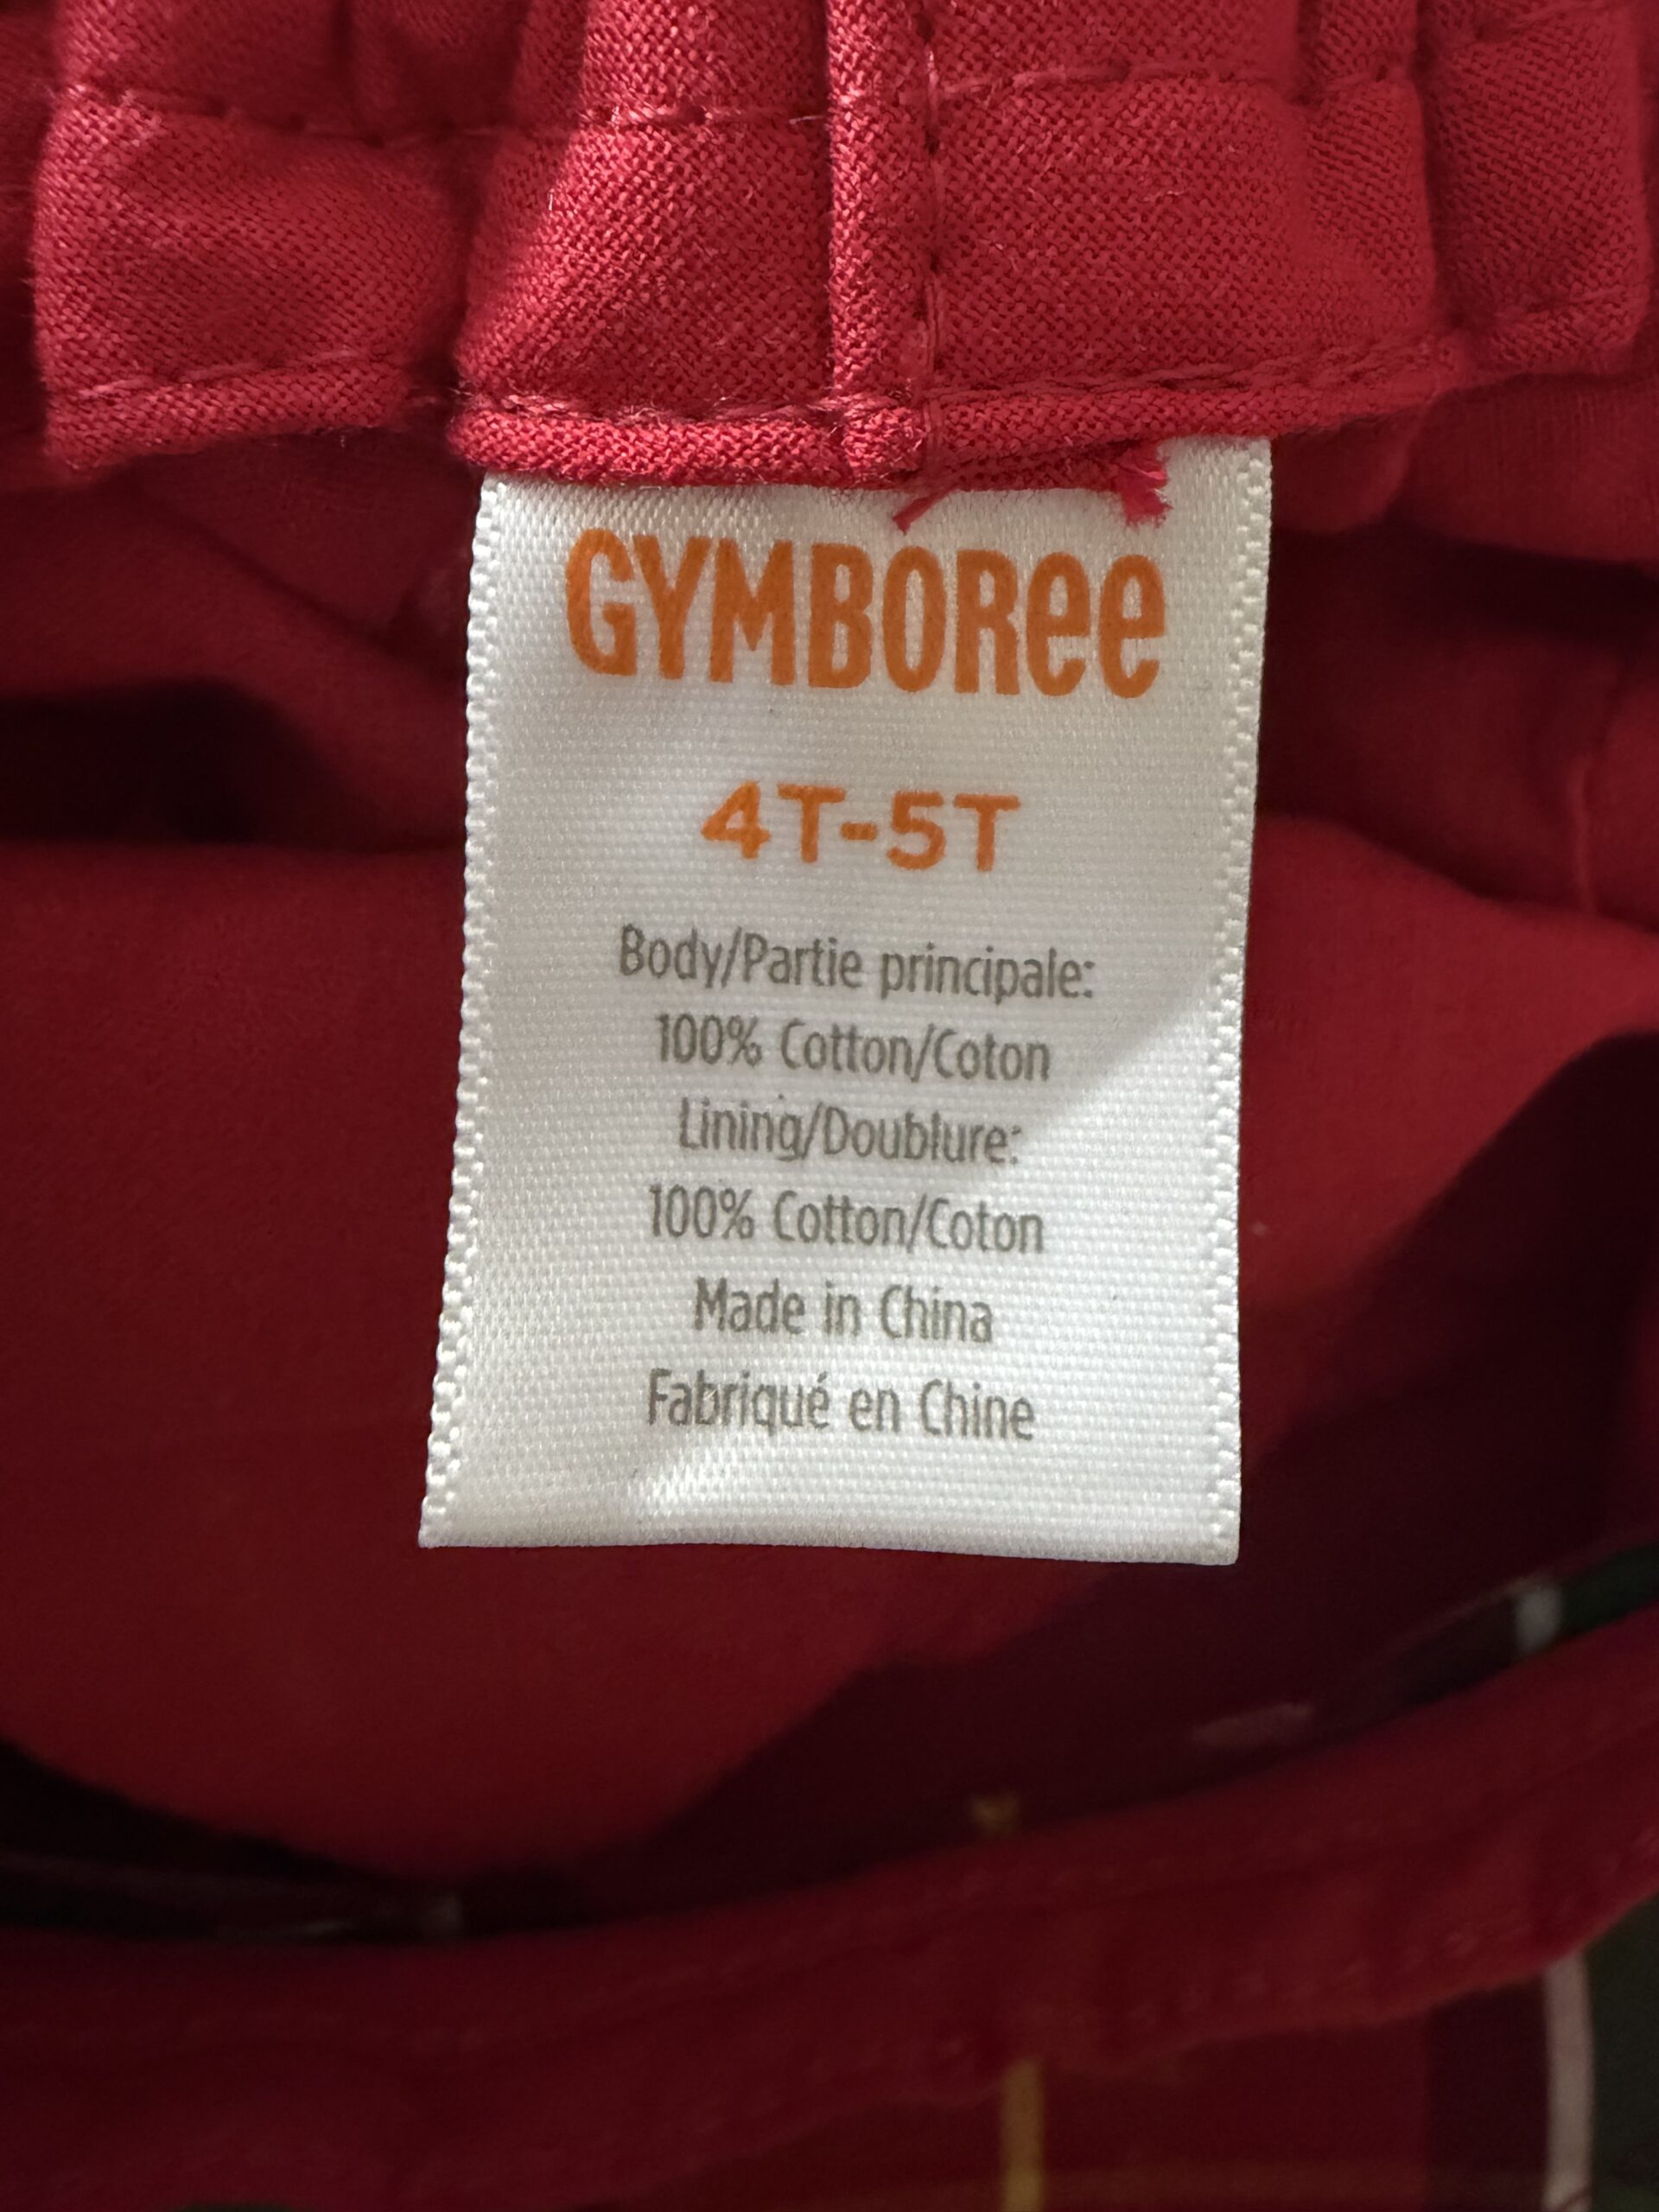 GYMBOREE
4T-5T
Body/Partie principale:
100% Cotton/Coton
Lining/Doublure:
100% Cotton/Coton
Made in China
Fabriqué en Chine